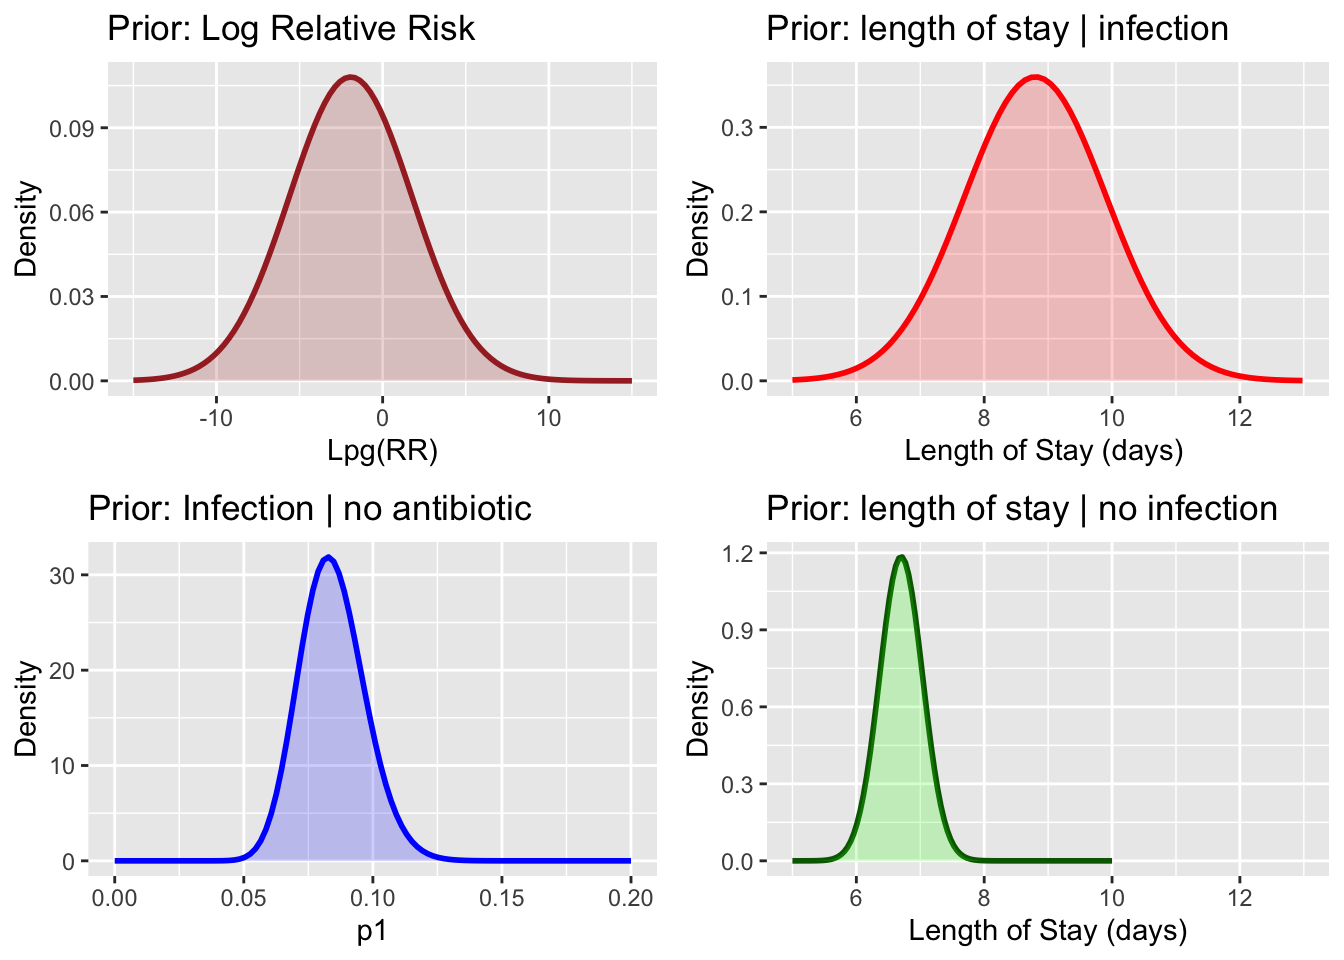 Prior: Log Relative Risk
Density
0.09
0.06
0.03
0.00
-10 0 10
Lpg(RR)
Prior: length of stay | infection
Density
0.3
0.2
0.1
0.0
6 8 10 12
Length of Stay (days)
Prior: Infection | no antibiotic
Density
30
20
10
0
0.00 0.05 0.10 0.15 0.20
p1
Prior: length of stay | no infection
Density
1.2
0.9
0.6
0.3
0.0
6 8 10 12
Length of Stay (days)